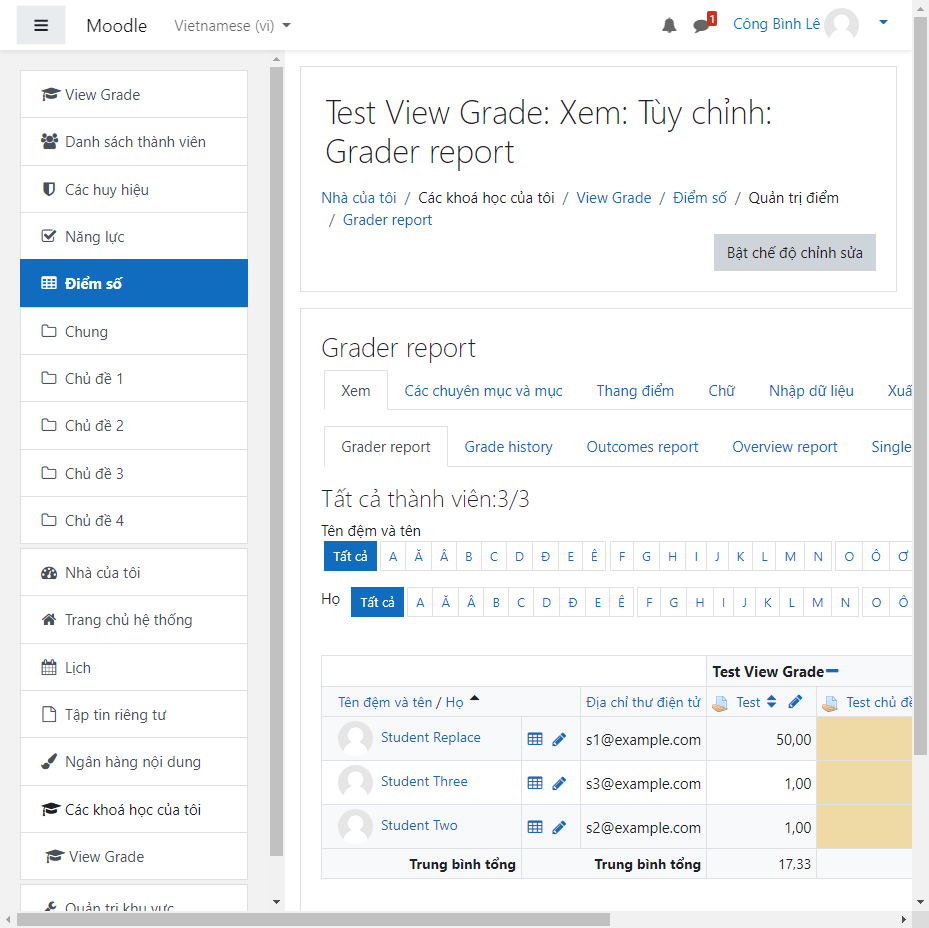 Moodle
Vietnamese (vi)
1
Công Bình Lê
View Grade
Danh sách thành viên
Các huy hiệu
Năng lực
Điểm số
Chung
Chủ đề 1
Chủ đề 2
Chủ đề 3
Chủ đề 4
Nhà của tôi
Trang chủ hệ thống
Lịch
Tập tin riêng tư
Ngân hàng nội dung
Các khoá học của tôi
View Grade
Quản trị khu vực
Test View Grade: Xem: Tùy chỉnh:
Grader report
Nhà của tôi / Các khoá học của tôi / View Grade / Điểm số / Quản trị điểm
/ Grader report
Bật chế độ chỉnh sửa
Grader report
Xem Các chuyên mục và mục Thang điểm Chữ Nhập dữ liệu Xuấ
Grader report Grade history Outcomes report Overview report Single
Tất cả thành viên:3/3
Tên đệm và tên
Tất cả A Ă Â B C D Đ E Ê F G H I J K L M N O Ô Ơ
Họ Tất cả A Ă Â B C D Đ E Ê F G H I J K L M N O Ô
Test View Grade
Tên đệm và tên / Họ Địa chỉ thư điện tử Test Test chủ đề
Student Replace s1@example.com 50,00
Student Three s3@example.com 1,00
Student Two s2@example.com 1,00
Trung bình tổng Trung bình tổng 17,33